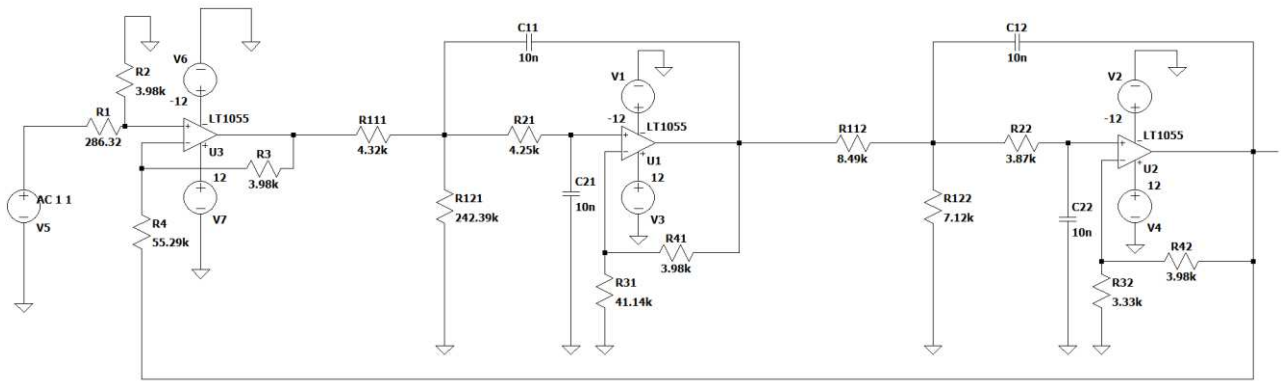 C11
10n
C12
10n
R2
3.98k
V6
-12
LT1055
U3
R1
286.32
R3
3.98k
12
V7
AC 1 1
V5
R4
55.29k
R111
4.32k
R21
4.25k
R121
242.39k
C21
10n
V1
-12
LT1055
U1
12
V3
R41
3.98k
R31
41.14k
R112
8.49k
R22
3.87k
R122
7.12k
C22
10n
V2
-12
LT1055
U2
12
V4
R42
3.98k
R32
3.33k